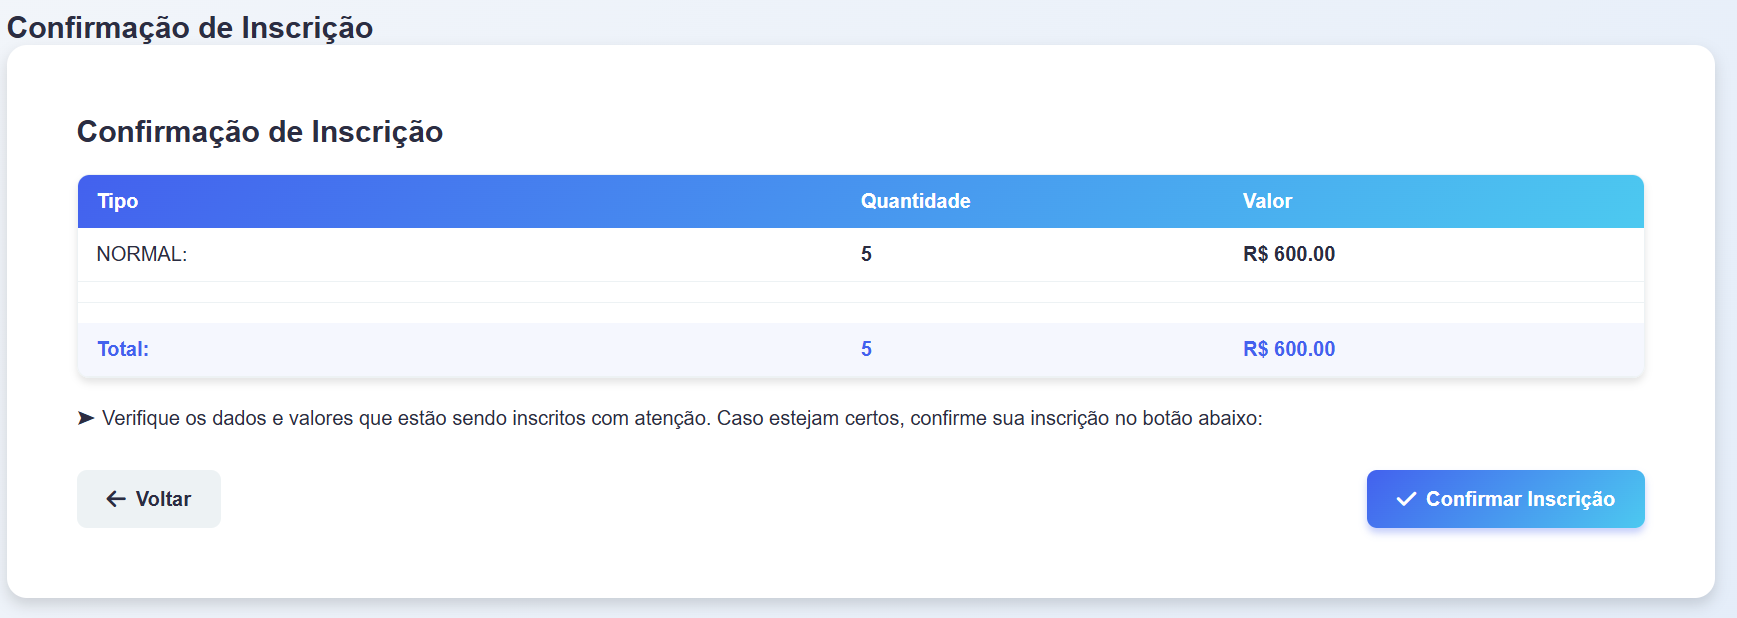 Confirmação de Inscrição
Confirmação de Inscrição
Tipo Quantidade Valor
NORMAL: 5 R$ 600.00
Total: 5 R$ 600.00
➤ Verifique os dados e valores que estão sendo inscritos com atenção. Caso estejam certos, confirme sua inscrição no botão abaixo:
← Voltar ✓ Confirmar Inscrição